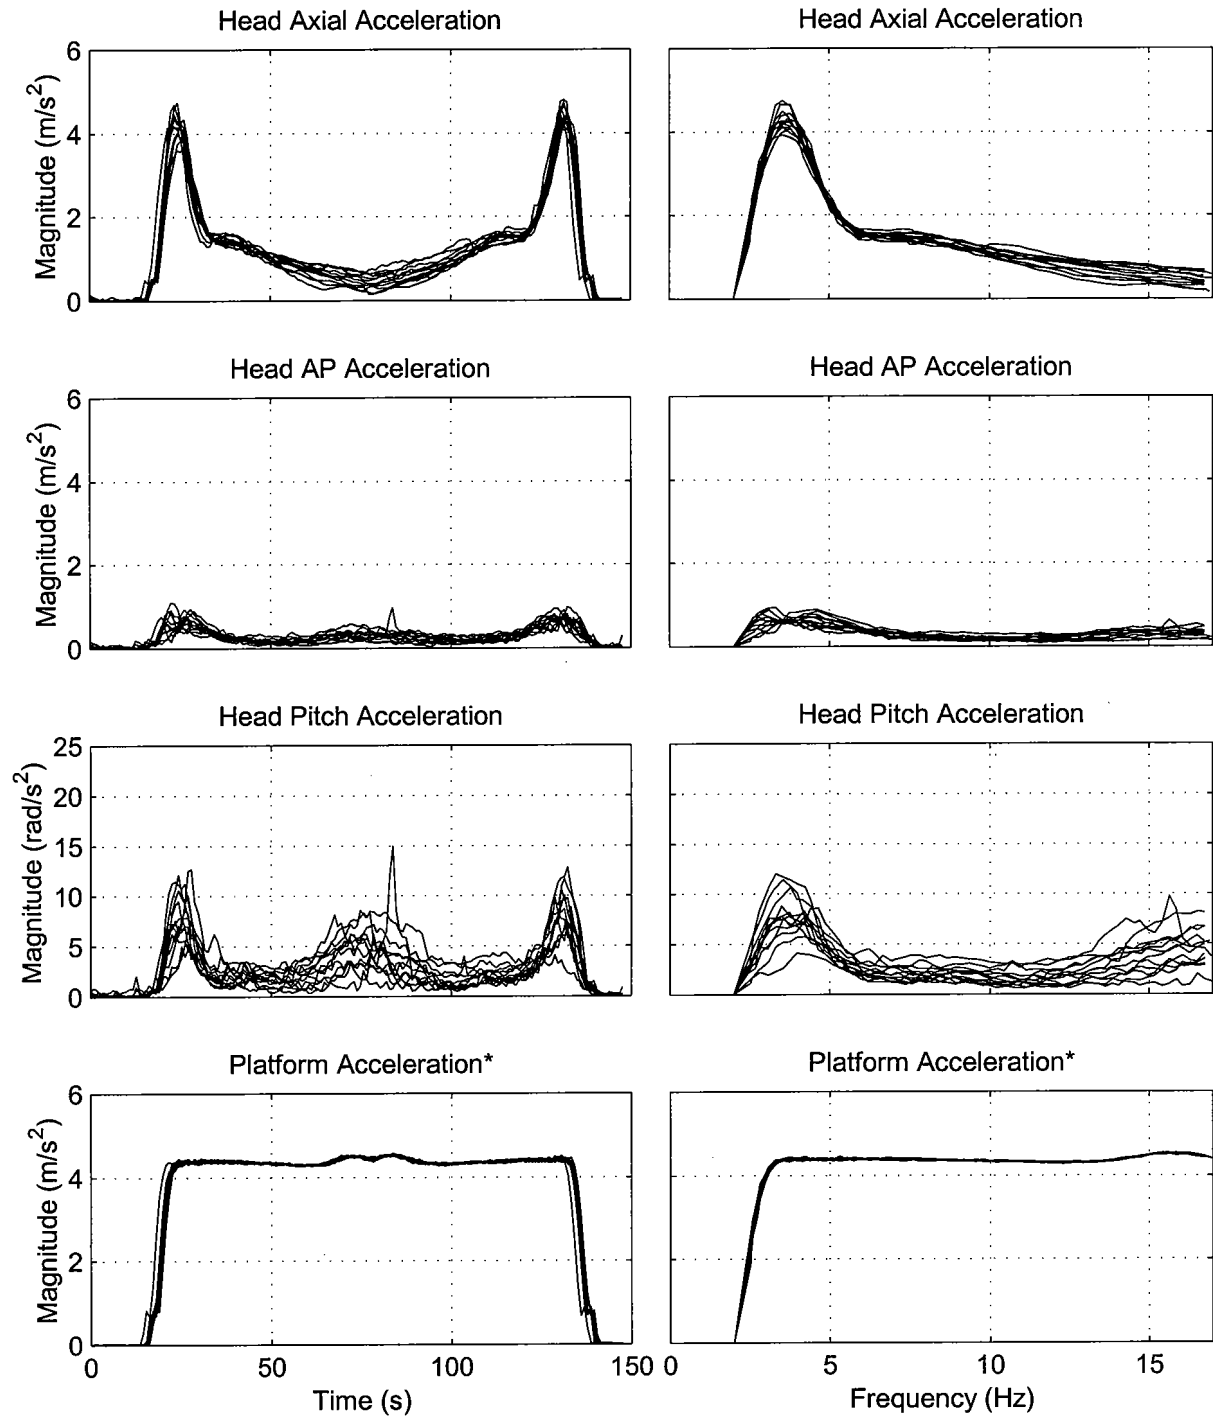 Head Axial Acceleration
Head Axial Acceleration
Magnitude (m/s²)
6
4
2
0
Magnitude (m/s²)
Head AP Acceleration
Head AP Acceleration
Magnitude (m/s²)
6
4
2
0
Head Pitch Acceleration
Head Pitch Acceleration
Magnitude (rad/s²)
25
20
15
10
5
0
Platform Acceleration*
Platform Acceleration*
Magnitude (m/s²)
6
4
2
0
0 50 100 150
0 5 10 15
Time (s)
Frequency (Hz)